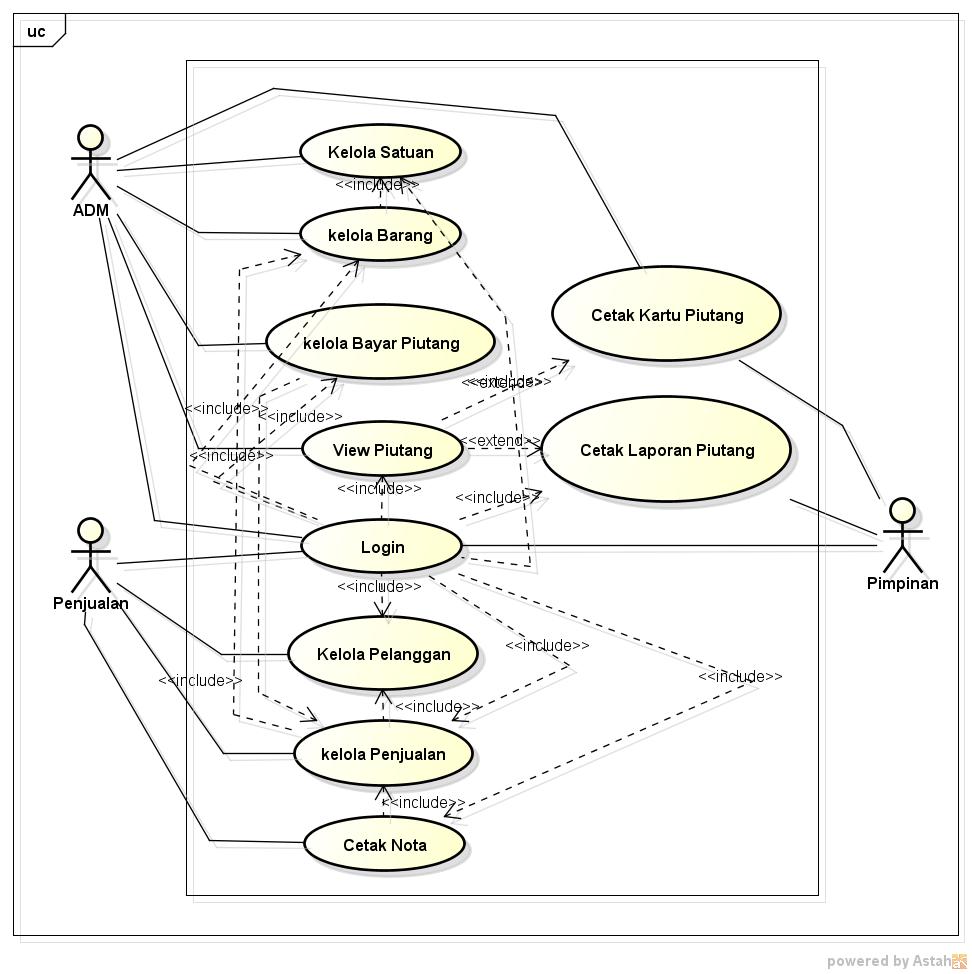 uc
Kelola Satuan
<<include>>
ADM
kelola Barang
Cetak Kartu Piutang
kelola Bayar Piutang
<<include>>
<<extend>>
<<include>>
<<include>>
<<extend>>
View Piutang
Cetak Laporan Piutang
<<include>>
<<include>>
<<include>>
Login
Pimpinan
<<include>>
Penjualan
<<include>>
Kelola Pelanggan
<<include>>
<<include>>
<<include>>
kelola Penjualan
<<include>>
Cetak Nota
powered by Astah